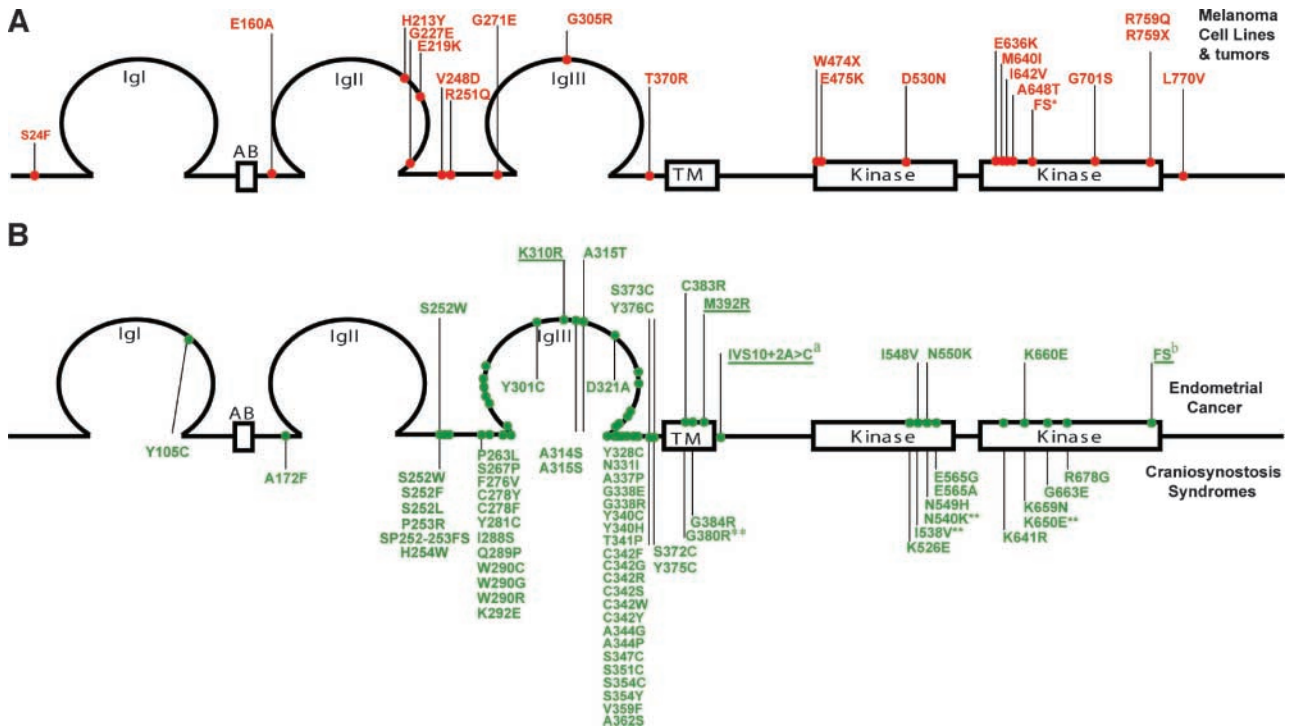 A
E160A
H213Y
G227E
E219K
G271E
G305R
R759Q
R759X
Melanoma
Cell Lines
& tumors
IgI
IgII
IgIII
V248D
R251Q
T370R
W474X
E475K
D530N
E636K
M640I
I642V
A648T
FS*
G701S
L770V
S24F
AB
TM
Kinase
Kinase
B
K310R
A315T
S373C
Y376C
C383R
M392R
S252W
IgI
IgII
IgIII
IVS10+2A>C a
I548V
N550K
K660E
FS b
Y301C
D321A
Endometrial
Cancer
AB
TM
Kinase
Kinase
Y105C
A172F
A314S
A315S
Craniosynostosis
Syndromes
S252W
S252F
S252L
P253R
SP252-253FS
H254W
P263L
S267P
F276V
C278Y
C278F
Y281C
I288S
Q289P
W290C
W290G
W290R
K292E
Y328C
N331I
A337P
G338E
G338R
Y340C
Y340H
T341P
C342F
C342G
C342R
C342S
C342W
C342Y
A344G
A344P
S347C
S351C
S354C
S354Y
V359F
A362S
S372C
Y375C
G384R
G380R**
E565G
E565A
N549H
N540K**
I538V**
K526E
R678G
G663E
K659N
K650E**
K641R